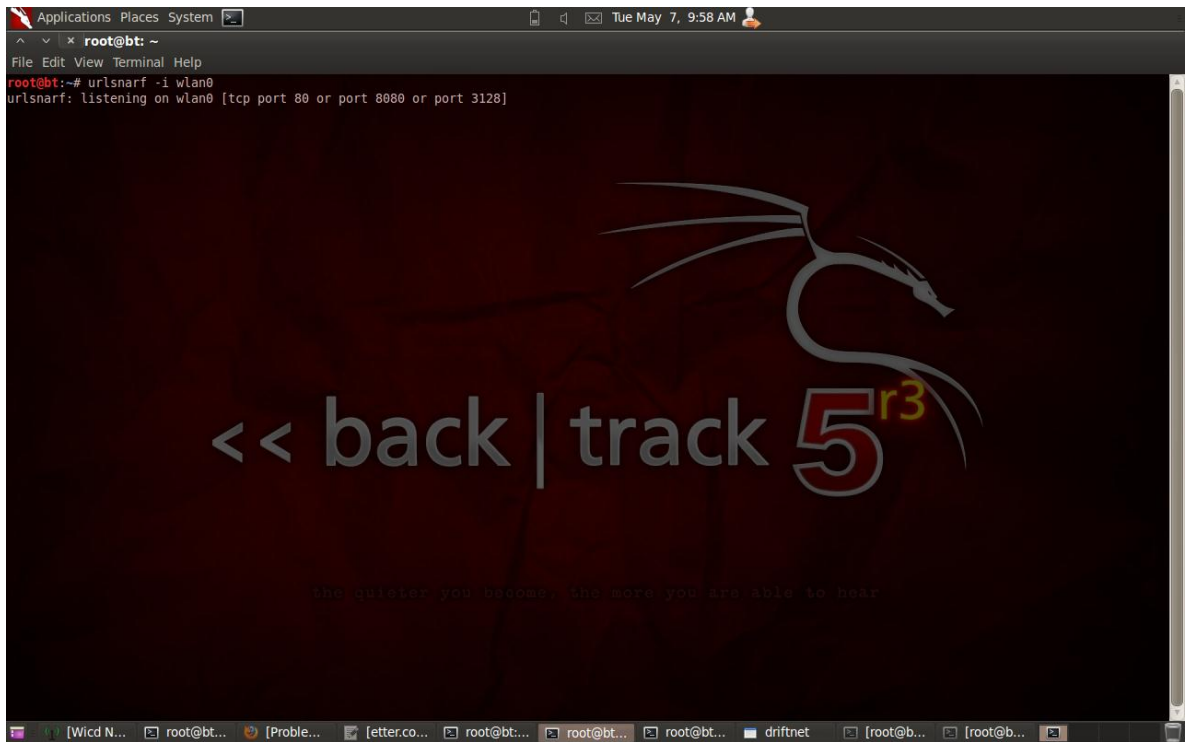 Applications Places System
Tue May 7, 9:58 AM
root@bt: ~
File Edit View Terminal Help
root@bt:~# urlsnarf -i wlan0
urlsnarf: listening on wlan0 [tcp port 80 or port 8080 or port 3128]
<< back | track 5 r3
the quieter you become, the more you are able to hear
[Wicd N... root@bt... [Proble... [etter.co... root@bt:... root@bt... root@bt... driftnet [root@b... [root@b...